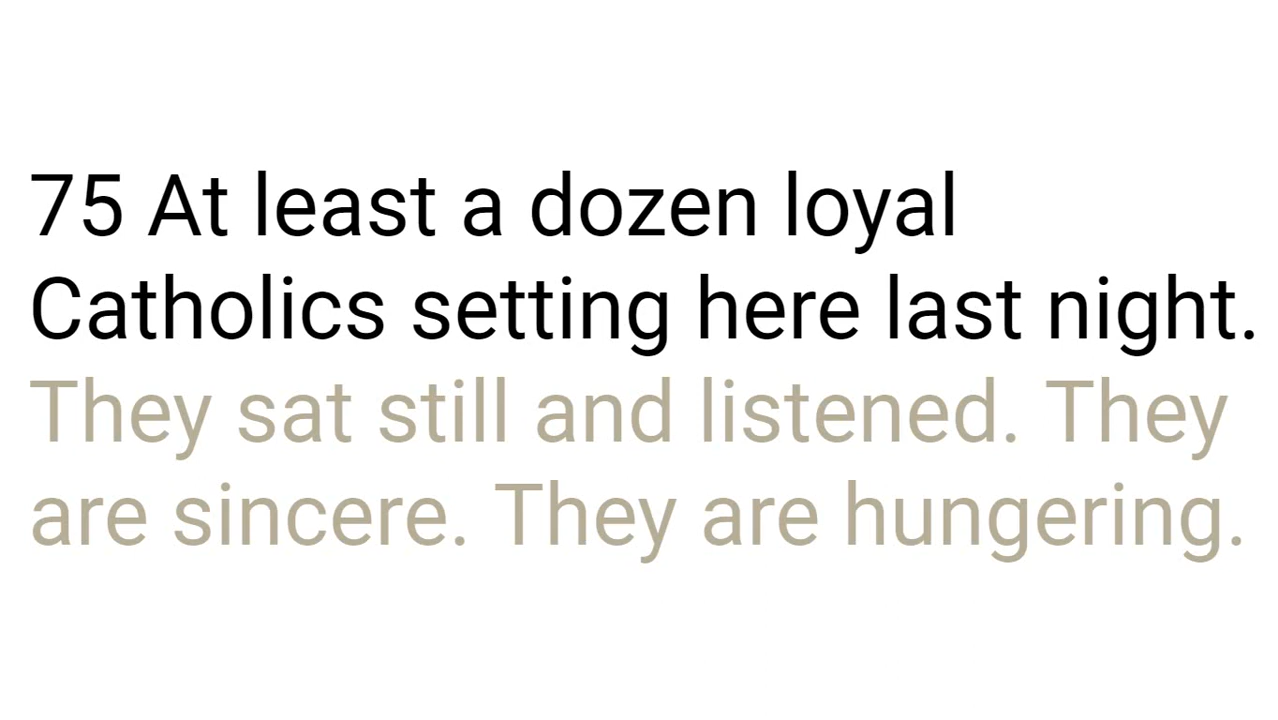 75 At least a dozen loyal
Catholics setting here last night.
They sat still and listened. They
are sincere. They are hungering.